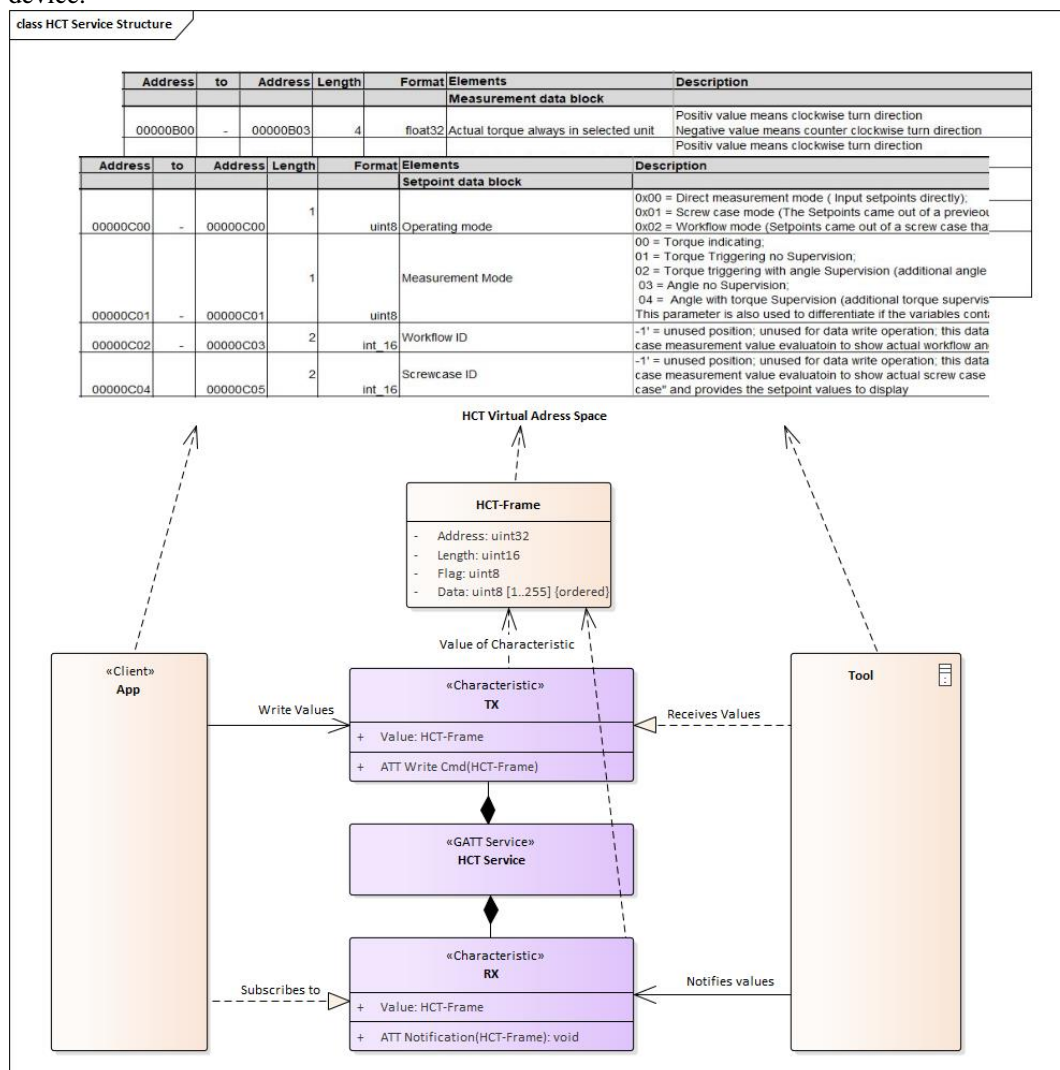 device.
class HCT Service Structure
Address to Address Length Format Elements Description
Measurement data block
Positiv value means clockwise turn direction
00000B00 - 00000B03 4 float32 Actual torque always in selected unit Negative value means counter clockwise turn direction
Positiv value means clockwise turn direction
Address to Address Length Format Elements Description
Setpoint data block
0x00 = Direct measurement mode ( Input setpoints directly);
1 0x01 = Screw case mode (The Setpoints came out of a previeou
00000C00 - 00000C00 uint8 Operating mode 0x02 = Workflow mode (Setpoints came out of a screw case tha
00 = Torque indicating;
01 = Torque Triggering no Supervision;
1 Measurement Mode 02 = Torque triggering with angle Supervision (additional angle
03 = Angle no Supervision;
04 = Angle with torque Supervision (additional torque supervis
00000C01 - 00000C01 uint8 This parameter is also used to differentiate if the variables conta
2 Workflow ID -1' = unused position; unused for data write operation; this data
00000C02 - 00000C03 int_16 case measurement value evaluatoin to show actual workflow an
-1' = unused position; unused for data write operation; this data
2 Screwcase ID case measurement value evaluatoin to show actual screw case
00000C04 00000C05 int_16 case" and provides the setpoint values to display
HCT Virtual Adress Space
HCT-Frame
- Address: uint32
- Length: uint16
- Flag: uint8
- Data: uint8 [1..255] {ordered}
Value of Characteristic
«Client»
App
Write Values
«Characteristic»
TX
+ Value: HCT-Frame
+ ATT Write Cmd(HCT-Frame)
Receives Values
Tool
«GATT Service»
HCT Service
«Characteristic»
RX
+ Value: HCT-Frame
+ ATT Notification(HCT-Frame): void
Subscribes to
Notifies values